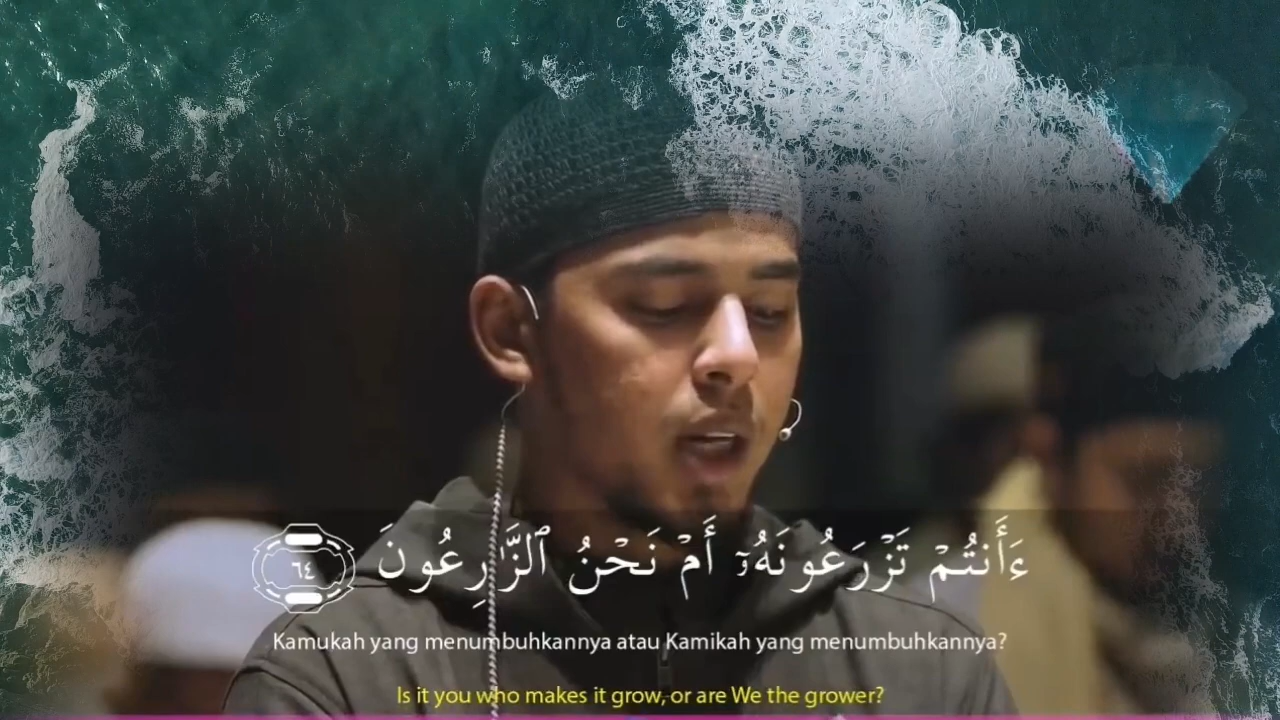 ءَأَنتُمْ تَزْرَعُونَهُۥٓ أَمْ نَحْنُ ٱلزَّٰرِعُونَ ٦٤
Kamukah yang menumbuhkannya atau Kamikah yang menumbuhkannya?
Is it you who makes it grow, or are We the grower?